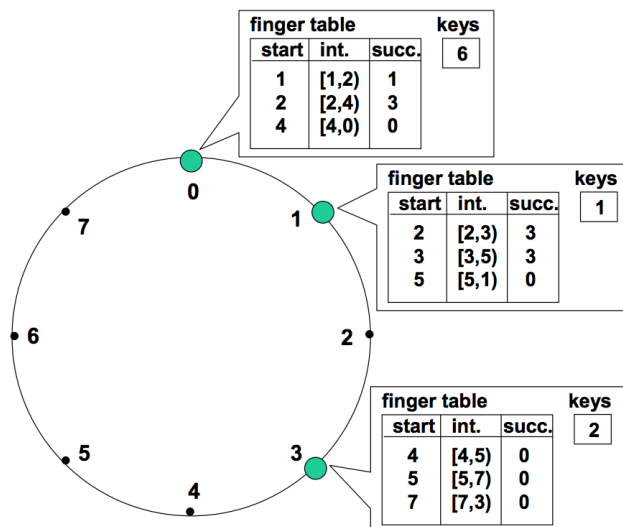 finger table keys
start int. succ. 6
1 [1,2) 1
2 [2,4) 3
4 [4,0) 0
0
finger table keys
start int. succ. 1
2 [2,3) 3
3 [3,5) 3
5 [5,1) 0
1
7
6
2
finger table keys
start int. succ. 2
4 [4,5) 0
5 [5,7) 0
7 [7,3) 0
3
5
4